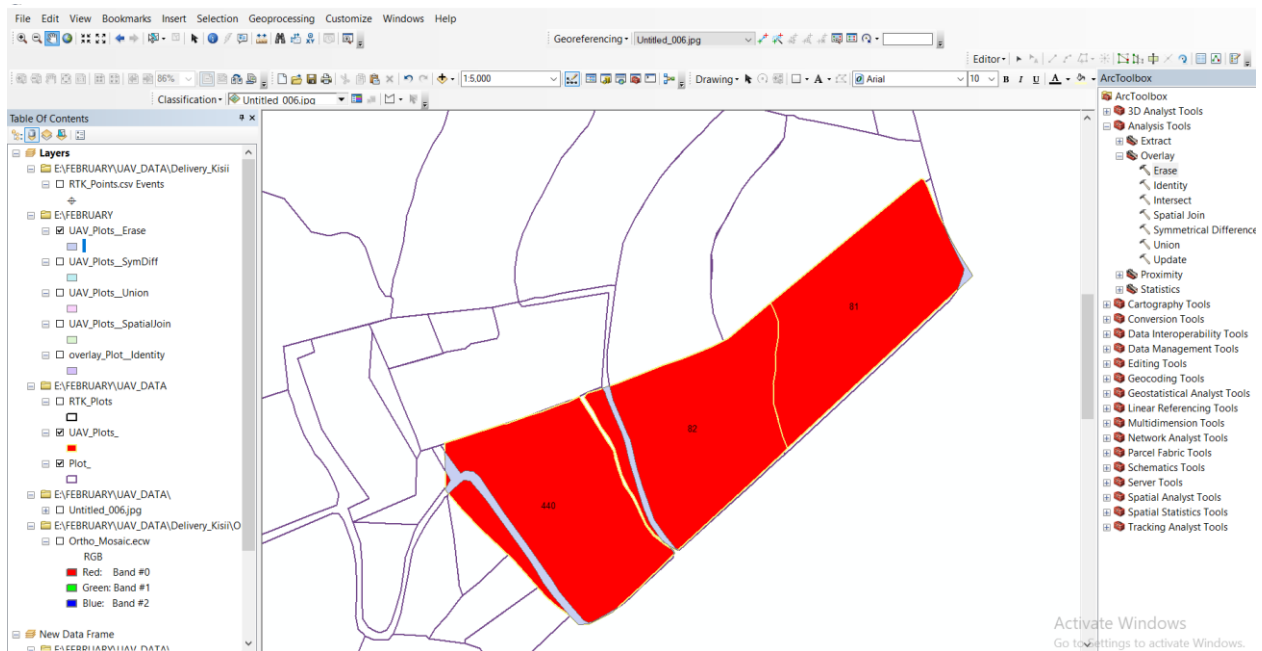 File Edit View Bookmarks Insert Selection Geoprocessing Customize Windows Help
Georeferencing Untitled_006.jpg
Editor
86% 1:5,000 Drawing A Arial 10 B I U A
ArcToolbox
Classification Untitled_006.jpg
Table Of Contents
Layers
E:\FEBRUARY\UAV_DATA\Delivery_Kisii
RTK_Points.csv Events
E:\FEBRUARY
UAV_Plots__Erase
UAV_Plots__SymDiff
UAV_Plots__Union
UAV_Plots__SpatialJoin
overlay_Plot__Identity
E:\FEBRUARY\UAV_DATA
RTK_Plots
UAV_Plots_
Plot_
E:\FEBRUARY\UAV_DATA\
Untitled_006.jpg
E:\FEBRUARY\UAV_DATA\Delivery_Kisii\O
Ortho_Mosaic.ecw
RGB
Red: Band #0
Green: Band #1
Blue: Band #2
New Data Frame
E:\FEBRUARY\UAV_DATA\
81
82
440
ArcToolbox
3D Analyst Tools
Analysis Tools
Extract
Overlay
Erase
Identity
Intersect
Spatial Join
Symmetrical Difference
Union
Update
Proximity
Statistics
Cartography Tools
Conversion Tools
Data Interoperability Tools
Data Management Tools
Editing Tools
Geocoding Tools
Geostatistical Analyst Tools
Linear Referencing Tools
Multidimension Tools
Network Analyst Tools
Parcel Fabric Tools
Schematics Tools
Server Tools
Spatial Analyst Tools
Spatial Statistics Tools
Tracking Analyst Tools
Activate Windows
Go to Settings to activate Windows.